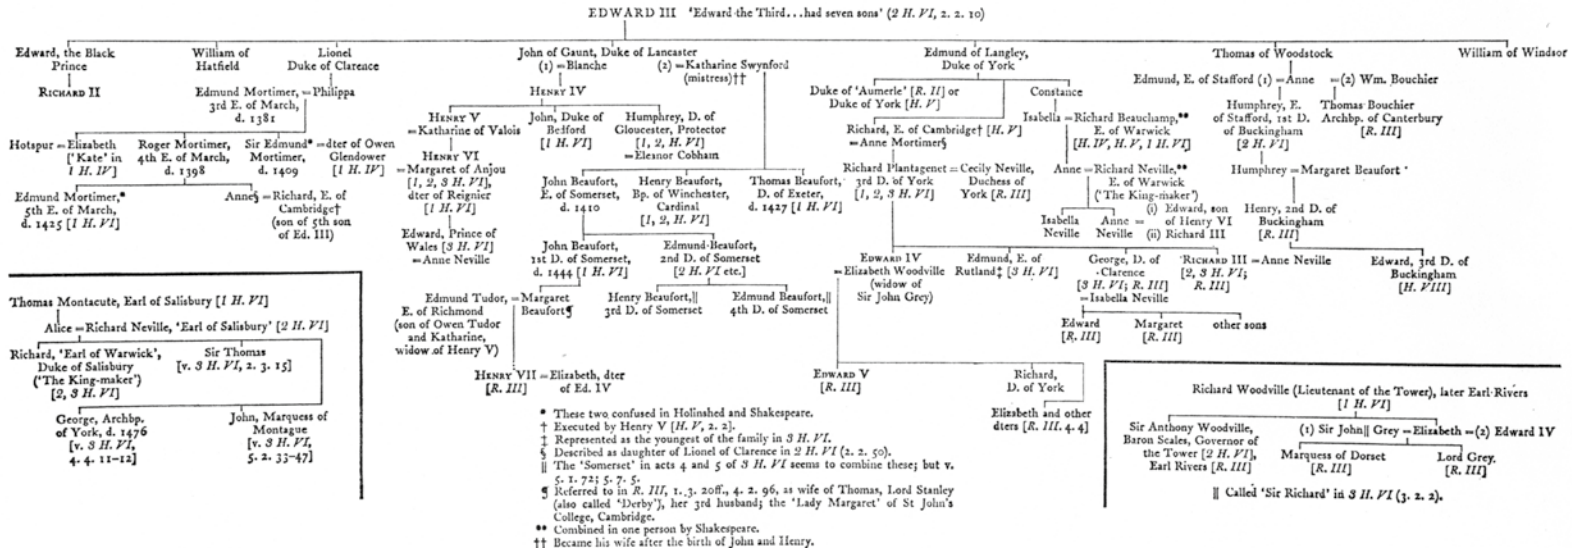 EDWARD III 'Edward the Third...had seven sons' (2 H. VI, 2. 2. 10)
Edward, the Black
Prince
RICHARD II
William of
Hatfield
Lionel
Duke of Clarence
Edmund Mortimer, = Philippa
3rd E. of March,
d. 1381
Hotspur = Elizabeth
['Kate' in
1 H. IV]
Roger Mortimer,
4th E. of March,
d. 1398
Sir Edmund* = dter of Owen
Mortimer, Glendower
d. 1409 [1 H. IV]
Edmund Mortimer,*
5th E. of March,
d. 1425 [1 H. VI]
Anne§ = Richard, E. of
Cambridge†
(son of 5th son
of Ed. III)
John of Gaunt, Duke of Lancaster
(1) = Blanche (2) = Katharine Swynford
(mistress)††
HENRY IV
HENRY V
= Katharine of Valois
HENRY VI
= Margaret of Anjou
[1, 2, 3 H. VI],
dter of Reignier
[1 H. VI]
Edward, Prince of
Wales [3 H. VI]
= Anne Neville
John, Duke of
Bedford
[1 H. VI]
Humphrey, D. of
Gloucester, Protector
[1, 2, H. VI]
= Eleanor Cobham
John Beaufort,
E. of Somerset,
d. 1410
Henry Beaufort,
Bp. of Winchester,
Cardinal
[1, 2, H. VI]
Thomas Beaufort,
D. of Exeter,
d. 1427 [1 H. VI]
John Beaufort,
1st D. of Somerset,
d. 1444 [1 H. VI]
Edmund Beaufort,
2nd D. of Somerset
[2 H. VI etc.]
Edmund Tudor, = Margaret
E. of Richmond Beaufort¶
(son of Owen Tudor
and Katharine,
widow of Henry V)
Henry Beaufort,‖
3rd D. of Somerset
Edmund Beaufort,‖
4th D. of Somerset
HENRY VII = Elizabeth, dter
[R. III] of Ed. IV
Edmund of Langley,
Duke of York
Duke of 'Aumerle' [R. II] or
Duke of York [H. V]
Constance
Richard, E. of Cambridge† [H. V]
= Anne Mortimer§
Isabella = Richard Beauchamp,**
E. of Warwick
[H. IV, H. V, 1 H. VI]
Richard Plantagenet = Cecily Neville,
3rd D. of York Duchess of
[1, 2, 3 H. VI] York [R. III]
Anne = Richard Neville,**
E. of Warwick
('The King-maker')
Isabella
Neville
Anne = (i) Edward, son of Henry VI
Neville (ii) Richard III
EDWARD IV
= Elizabeth Woodville
(widow of
Sir John Grey)
Edmund, E. of
Rutland‡ [3 H. VI]
George, D. of
Clarence
[3 H. VI; R. III]
= Isabella Neville
RICHARD III = Anne Neville
[2, 3 H. VI;
R. III]
Edward
[R. III]
Margaret
[R. III]
other sons
EDWARD V
[R. III]
Richard,
D. of York
Elizabeth and other
dters [R. III. 4. 4]
Thomas of Woodstock
Edmund, E. of Stafford (1) = Anne = (2) Wm. Bouchier
Humphrey, E.
of Stafford, 1st D.
of Buckingham
[2 H. VI]
Thomas Bouchier
Archbp. of Canterbury
[R. III]
Humphrey = Margaret Beaufort
Henry, 2nd D. of
Buckingham
[R. III]
Edward, 3rd D. of
Buckingham
[H. VIII]
William of Windsor
Thomas Montacute, Earl of Salisbury [1 H. VI]
Alice = Richard Neville, 'Earl of Salisbury' [2 H. VI]
Richard, 'Earl of Warwick',
Duke of Salisbury
('The King-maker')
[2, 3 H. VI]
Sir Thomas
[v. 3 H. VI, 2. 3. 15]
George, Archbp.
of York, d. 1476
[v. 3 H. VI,
4. 4. 11–12]
John, Marquess of
Montague
[v. 3 H. VI,
5. 2. 33–47]
* These two confused in Holinshed and Shakespeare.
† Executed by Henry V [H. V, 2. 2].
‡ Represented as the youngest of the family in 3 H. VI.
§ Described as daughter of Lionel of Clarence in 2 H. VI (2. 2. 50).
‖ The 'Somerset' in acts 4 and 5 of 3 H. VI seems to combine these; but v.
5. 1. 72; 5. 7. 5.
¶ Referred to in R. III, 1. 3. 20ff., 4. 2. 96, as wife of Thomas, Lord Stanley
(also called 'Derby'), her 3rd husband; the 'Lady Margaret' of St John's
College, Cambridge.
** Combined in one person by Shakespeare.
†† Became his wife after the birth of John and Henry.
Richard Woodville (Lieutenant of the Tower), later Earl Rivers
[1 H. VI]
Sir Anthony Woodville,
Baron Scales, Governor of
the Tower [2 H. VI],
Earl Rivers [R. III]
(1) Sir John‖ Grey = Elizabeth = (2) Edward IV
Marquess of Dorset
[R. III]
Lord Grey,
[R. III]
‖ Called 'Sir Richard' in 3 H. VI (3. 2. 2).